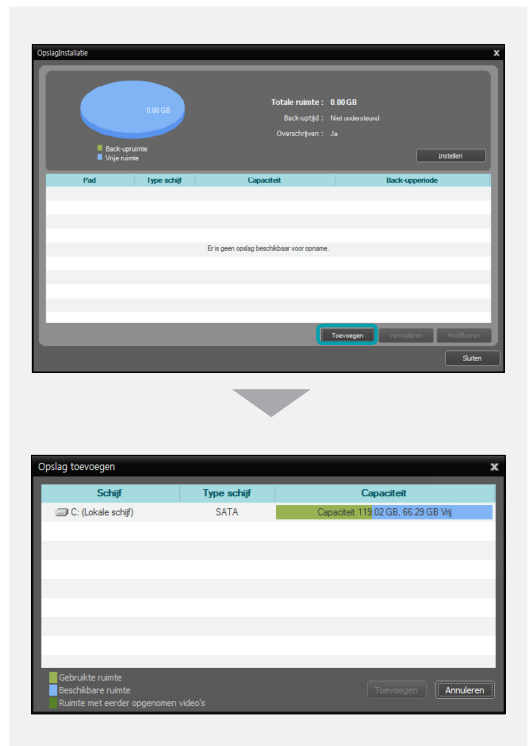 OpslagInstallatie x
0.00 GB
Back-upruimte
Vrije ruimte
Totale ruimte : 0.00 GB
Back-uptijd : Niet ondersteund
Overschrijven : Ja
Instellen
Pad Type schijf Capaciteit Back-upperiode
Er is geen opslag beschikbaar voor opname.
Toevoegen Verwijderen Modificeren
Sluiten
Opslag toevoegen x
Schijf Type schijf Capaciteit
C: (Lokale schijf) SATA Capaciteit 119.02 GB, 66.29 GB Vrij
Gebruikte ruimte
Beschikbare ruimte
Ruimte met eerder opgenomen video's
Toevoegen Annuleren